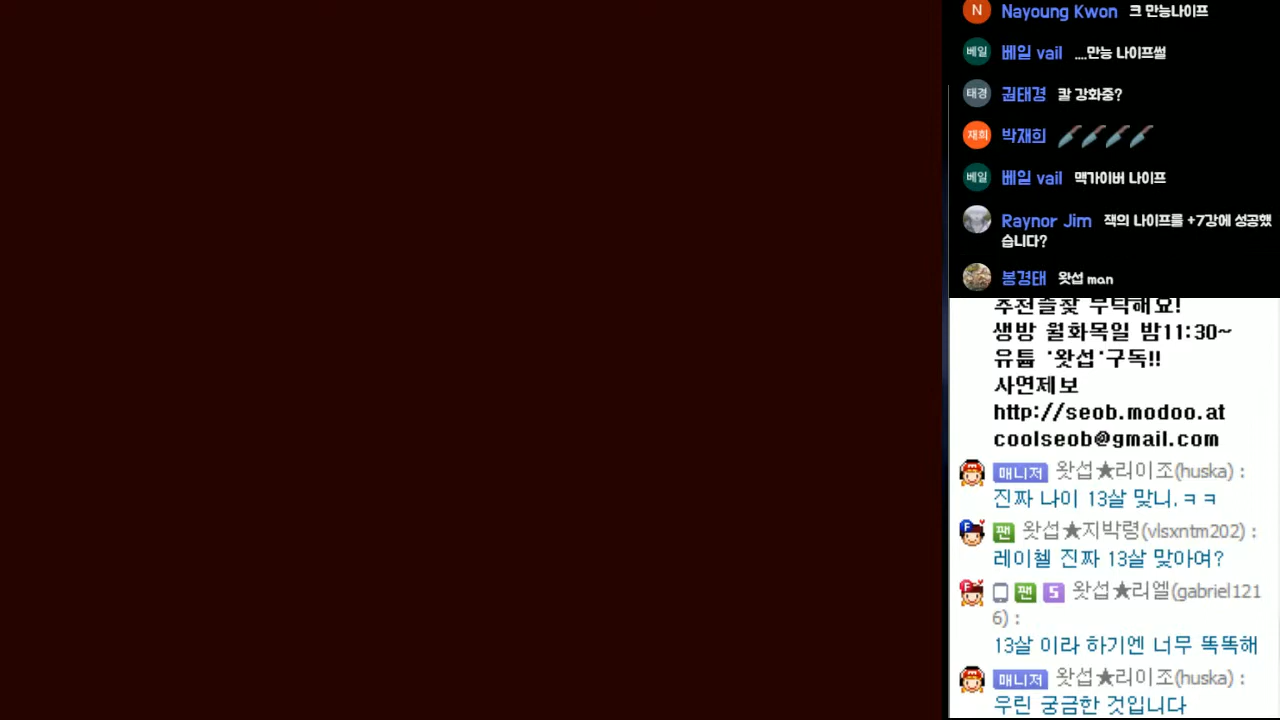 N Nayoung Kwon 크 만능나이프
베일 베일 vail ....만능 나이프썰
태경 권태경 칼 강화중?
재희 박재희
베일 베일 vail 맥가이버 나이프
Raynor Jim 잭의 나이프를 +7강에 성공했
습니다?
봉경태 왓섭 man
추천즐찾 부탁해요!
생방 월화목일 밤11:30~
유튭 '왓섭'구독!!
사연제보
http://seob.modoo.at
coolseob@gmail.com
매니저 왓섭★리이조(huska) :
진짜 나이 13살 맞니.ㅋㅋ
팬 왓섭★지박령(vlsxntm202) :
레이첼 진짜 13살 맞아여?
팬 S 왓섭★리엘(gabriel121
6) :
13살 이라 하기엔 너무 똑똑해
매니저 왓섭★리이조(huska) :
우린 궁금한 것입니다